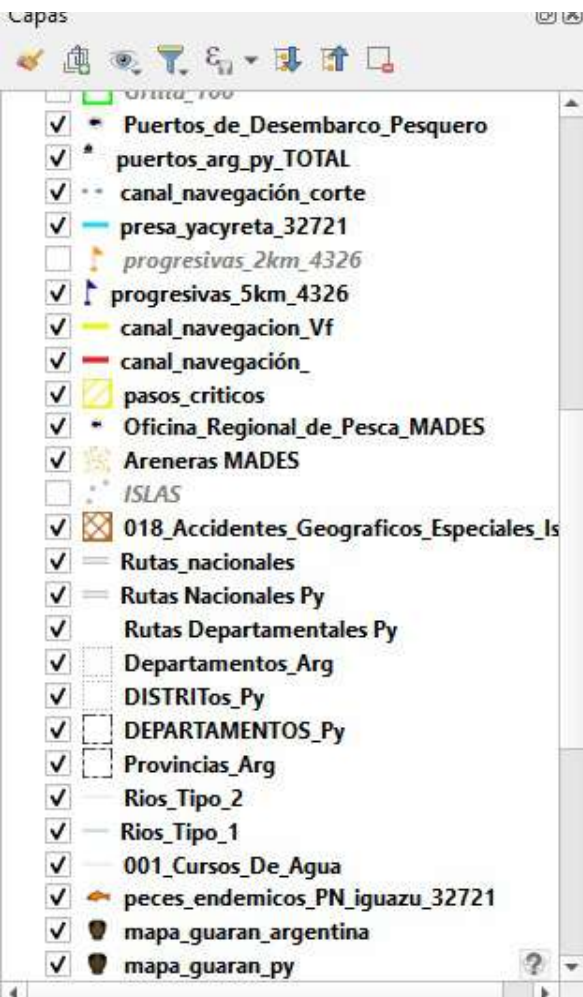 Capas
Grilla_100
Puertos_de_Desembarco_Pesquero
puertos_arg_py_TOTAL
canal_navegación_corte
presa_yacyreta_32721
progresivas_2km_4326
progresivas_5km_4326
canal_navegacion_Vf
canal_navegación_
pasos_criticos
Oficina_Regional_de_Pesca_MADES
Areneras MADES
ISLAS
018_Accidentes_Geograficos_Especiales_Is
Rutas_nacionales
Rutas Nacionales Py
Rutas Departamentales Py
Departamentos_Arg
DISTRITos_Py
DEPARTAMENTOS_Py
Provincias_Arg
Rios_Tipo_2
Rios_Tipo_1
001_Cursos_De_Agua
peces_endemicos_PN_iguazu_32721
mapa_guaran_argentina
mapa_guaran_py